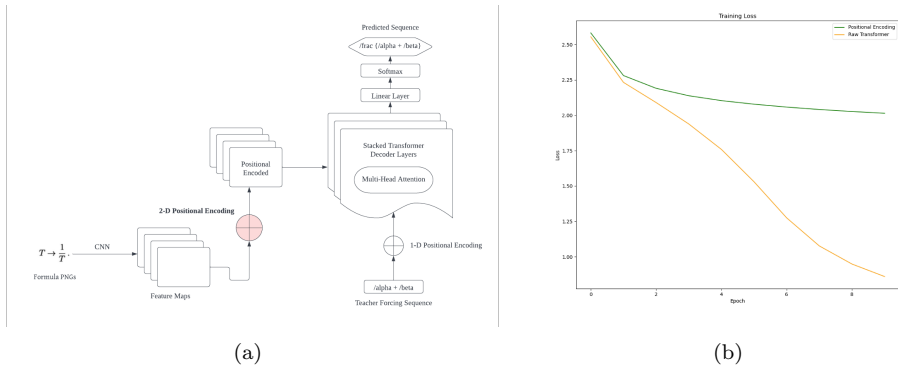 Predicted Sequence
/frac {/alpha + /beta}
Softmax
Linear Layer
Stacked Transformer
Decoder Layers
Multi-Head Attention
Positional
Encoded
2-D Positional Encoding
1-D Positional Encoding
T → 1/T .
CNN
Formula PNGs
Feature Maps
/alpha + /beta
Teacher Forcing Sequence
(a)
Training Loss
Positional Encoding
Raw Transformer
2.50
2.25
2.00
1.75
1.50
1.25
1.00
Loss
0 2 4 6 8
Epoch
(b)